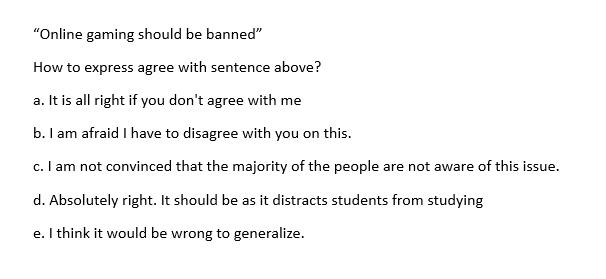 “Online gaming should be banned”
How to express agree with sentence above?
a. It is all right if you don't agree with me
b. I am afraid I have to disagree with you on this.
c. I am not convinced that the majority of the people are not aware of this issue.
d. Absolutely right. It should be as it distracts students from studying
e. I think it would be wrong to generalize.